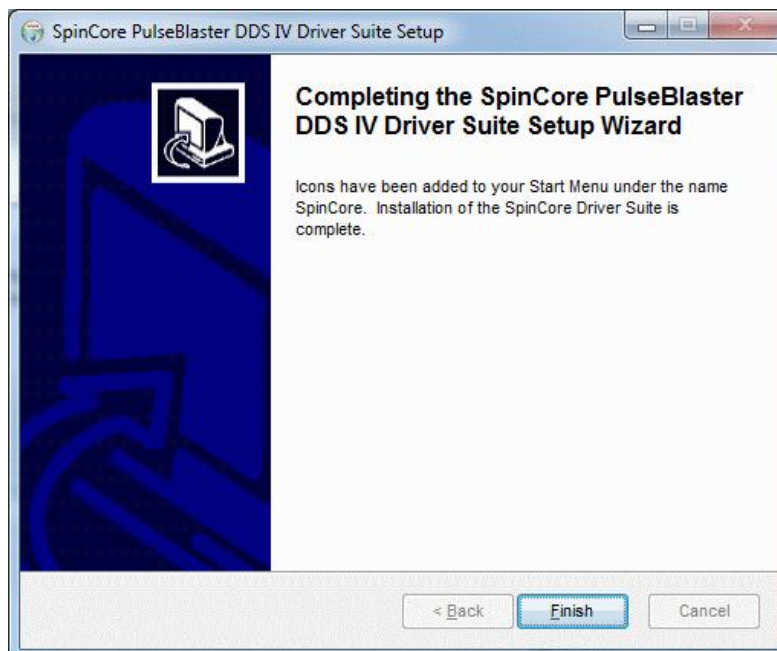 SpinCore PulseBlaster DDS IV Driver Suite Setup
Completing the SpinCore PulseBlaster
DDS IV Driver Suite Setup Wizard
Icons have been added to your Start Menu under the name
SpinCore. Installation of the SpinCore Driver Suite is
complete.
< Back Finish Cancel